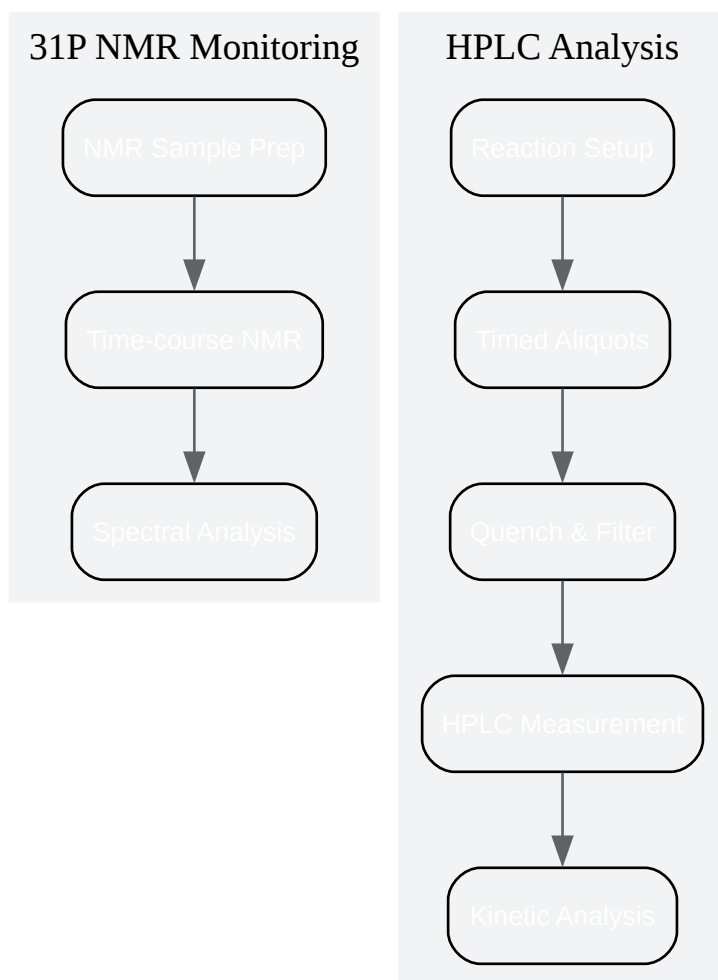 31P NMR Monitoring
NMR Sample Prep
Time-course NMR
Spectral Analysis
HPLC Analysis
Reaction Setup
Timed Aliquots
Quench & Filter
HPLC Measurement
Kinetic Analysis